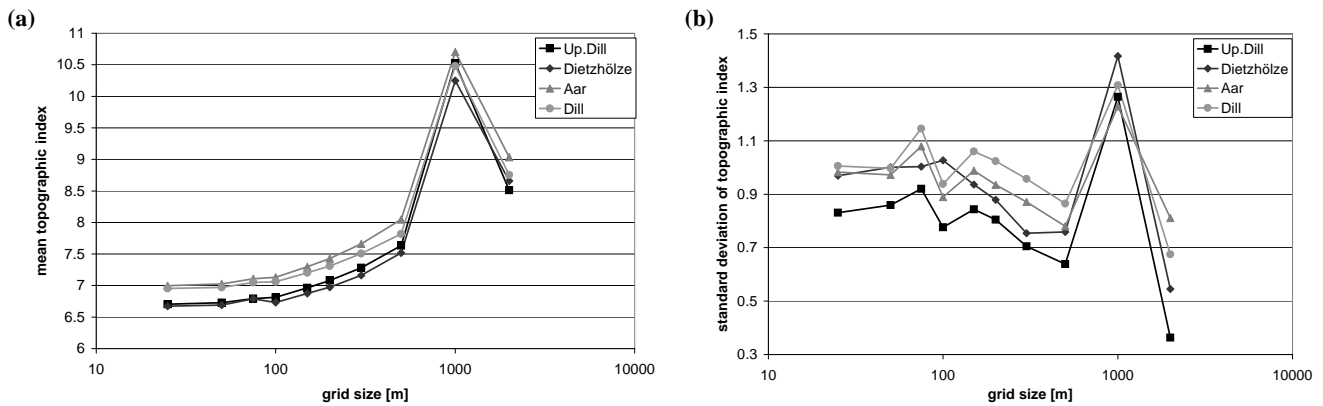 (a)
11
10.5
10
9.5
9
8.5
8
7.5
7
6.5
6
mean topographic index
10
100
1000
10000
grid size [m]
Up.Dill
Dietzhölze
Aar
Dill
(b)
1.5
1.3
1.1
0.9
0.7
0.5
0.3
standard deviation of topographic index
10
100
1000
10000
grid size [m]
Up.Dill
Dietzhölze
Aar
Dill